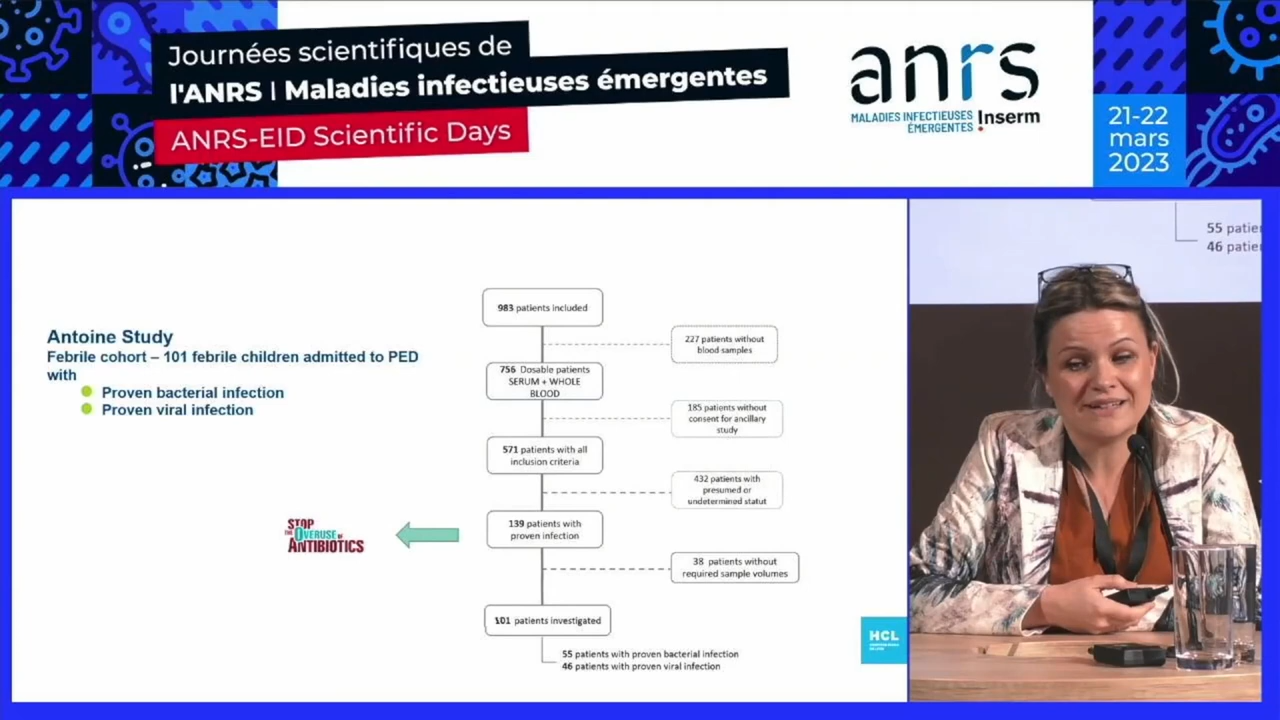 Journées scientifiques de
l'ANRS | Maladies infectieuses émergentes
ANRS-EID Scientific Days
anrs
MALADIES INFECTIEUSES
ÉMERGENTES Inserm
21-22
mars
2023
Antoine Study
Febrile cohort – 101 febrile children admitted to PED
with
Proven bacterial infection
Proven viral infection
STOP
THE OVERUSE OF
ANTIBIOTICS
983 patients included
227 patients without
blood samples
756 Dosable patients
SERUM + WHOLE
BLOOD
185 patients without
consent for ancillary
study
571 patients with all
inclusion criteria
432 patients with
presumed or
undetermined statut
139 patients with
proven infection
38 patients without
required sample volumes
101 patients investigated
55 patients with proven bacterial infection
46 patients with proven viral infection
HCL
55 patie
46 patie